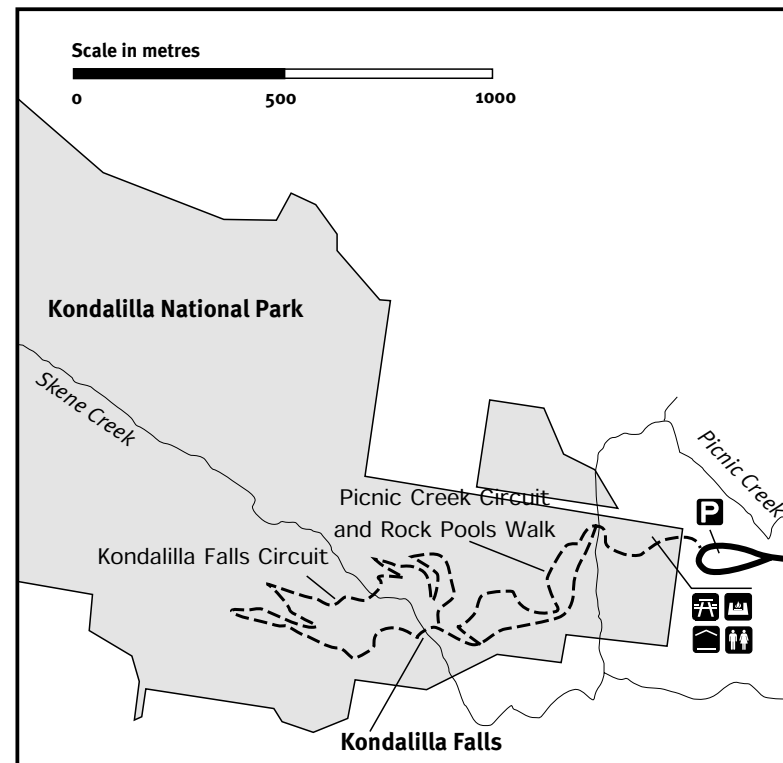 Scale in metres
0 500 1000
Kondalilla National Park
Skene Creek
Picnic Creek
Picnic Creek Circuit
and Rock Pools Walk
P
Kondalilla Falls Circuit
Kondalilla Falls